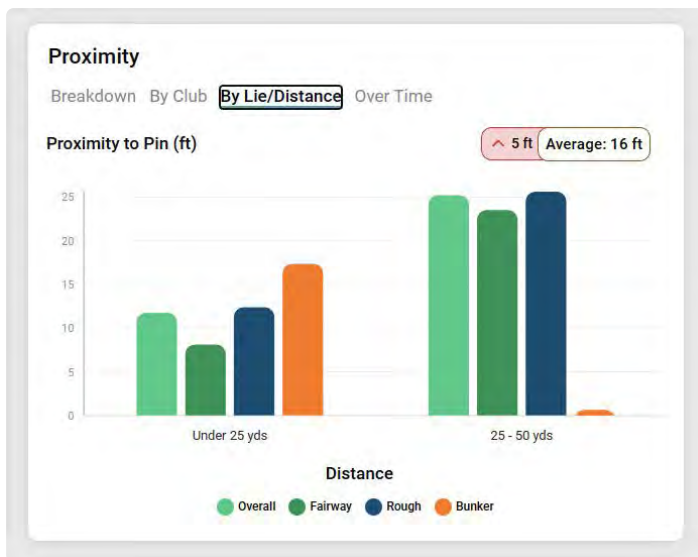 Proximity
Breakdown By Club By Lie/Distance Over Time
Proximity to Pin (ft)
5 ft Average: 16 ft
25
20
15
10
5
0
Under 25 yds 25 - 50 yds
Distance
Overall Fairway Rough Bunker